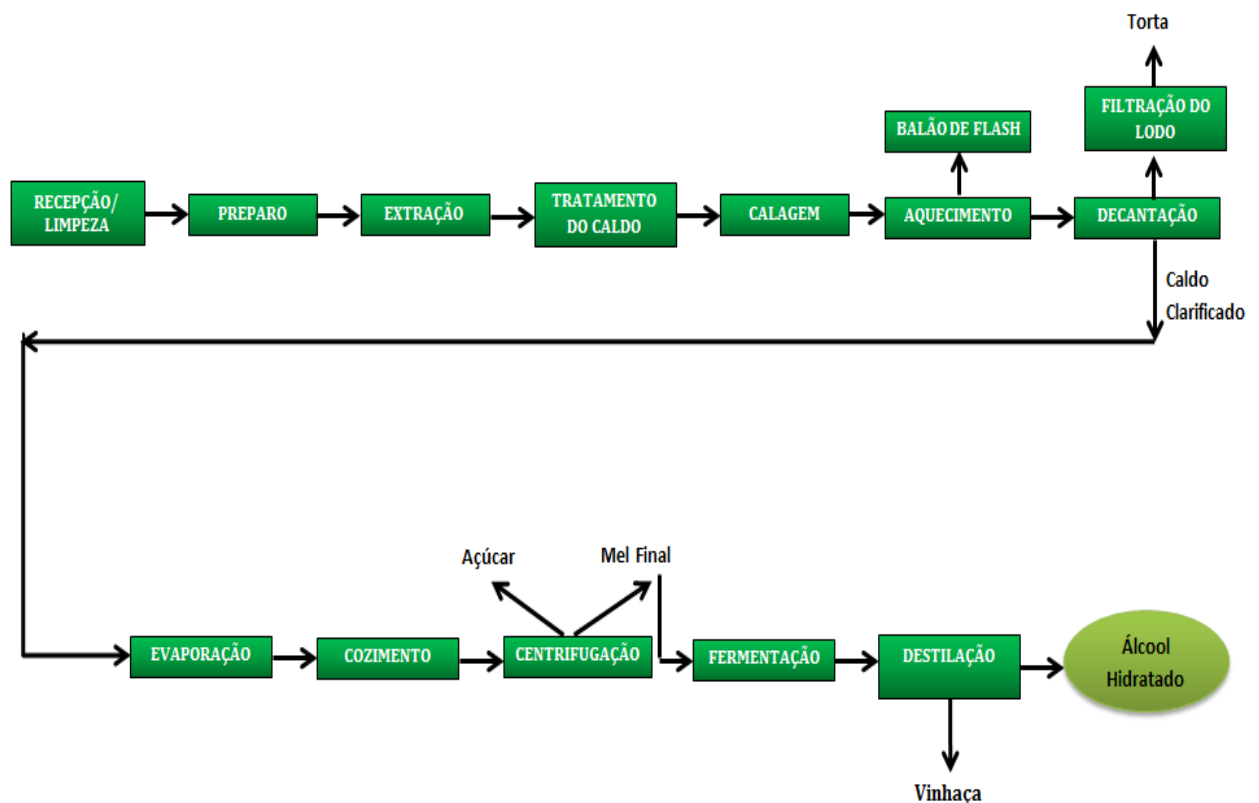 Torta
FILTRAÇÃO DO
LODO
BALÃO DE FLASH
RECEPÇÃO/
LIMPEZA
PREPARO
EXTRAÇÃO
TRATAMENTO
DO CALDO
CALAGEM
AQUECIMENTO
DECANTAÇÃO
Caldo
Clarificado
Açúcar
Mel Final
EVAPORAÇÃO
COZIMENTO
CENTRIFUGAÇÃO
FERMENTAÇÃO
DESTILAÇÃO
Álcool
Hidratado
Vinhaça